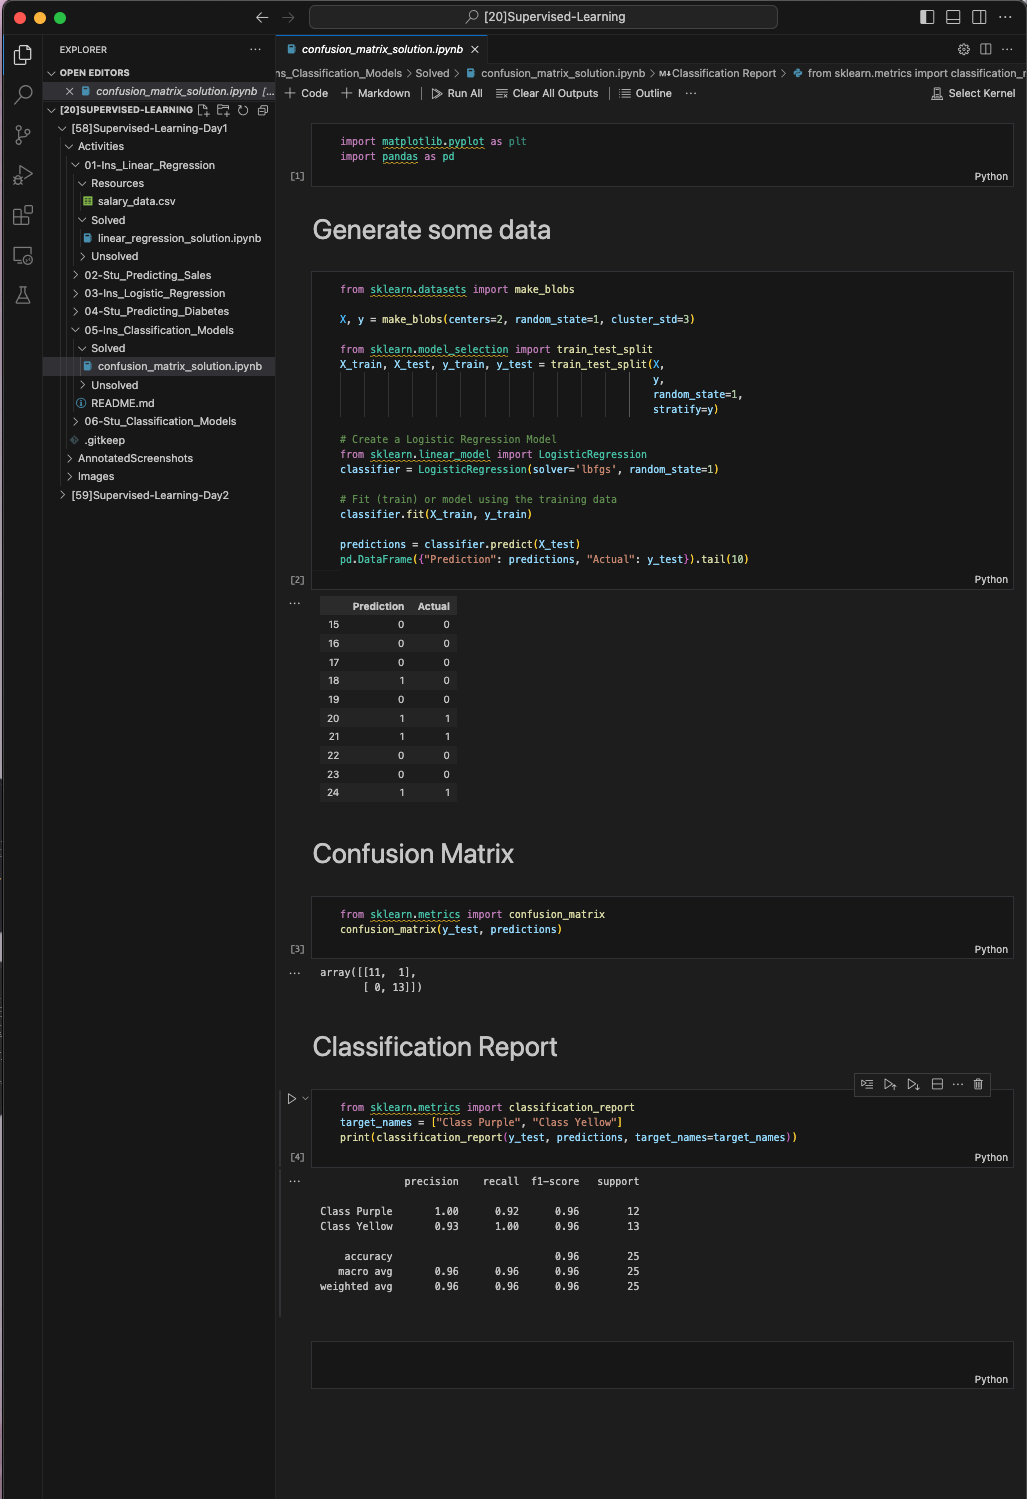 [20]Supervised-Learning
EXPLORER
OPEN EDITORS
confusion_matrix_solution.ipynb [...
[20]SUPERVISED-LEARNING
[58]Supervised-Learning-Day1
Activities
01-Ins_Linear_Regression
Resources
salary_data.csv
Solved
linear_regression_solution.ipynb
Unsolved
02-Stu_Predicting_Sales
03-Ins_Logistic_Regression
04-Stu_Predicting_Diabetes
05-Ins_Classification_Models
Solved
confusion_matrix_solution.ipynb
Unsolved
README.md
06-Stu_Classification_Models
.gitkeep
AnnotatedScreenshots
Images
[59]Supervised-Learning-Day2
confusion_matrix_solution.ipynb
ns_Classification_Models > Solved > confusion_matrix_solution.ipynb > M↓Classification Report > from sklearn.metrics import classification_r
+ Code + Markdown Run All Clear All Outputs Outline ... Select Kernel
import matplotlib.pyplot as plt
import pandas as pd
[1] Python
Generate some data
from sklearn.datasets import make_blobs
X, y = make_blobs(centers=2, random_state=1, cluster_std=3)
from sklearn.model_selection import train_test_split
X_train, X_test, y_train, y_test = train_test_split(X,
y,
random_state=1,
stratify=y)
# Create a Logistic Regression Model
from sklearn.linear_model import LogisticRegression
classifier = LogisticRegression(solver='lbfgs', random_state=1)
# Fit (train) or model using the training data
classifier.fit(X_train, y_train)
predictions = classifier.predict(X_test)
pd.DataFrame({"Prediction": predictions, "Actual": y_test}).tail(10)
[2] Python
Prediction Actual
15 0 0
16 0 0
17 0 0
18 1 0
19 0 0
20 1 1
21 1 1
22 0 0
23 0 0
24 1 1
Confusion Matrix
from sklearn.metrics import confusion_matrix
confusion_matrix(y_test, predictions)
[3] Python
array([[11, 1],
[ 0, 13]])
Classification Report
from sklearn.metrics import classification_report
target_names = ["Class Purple", "Class Yellow"]
print(classification_report(y_test, predictions, target_names=target_names))
[4] Python
precision recall f1-score support
Class Purple 1.00 0.92 0.96 12
Class Yellow 0.93 1.00 0.96 13
accuracy 0.96 25
macro avg 0.96 0.96 0.96 25
weighted avg 0.96 0.96 0.96 25
Python